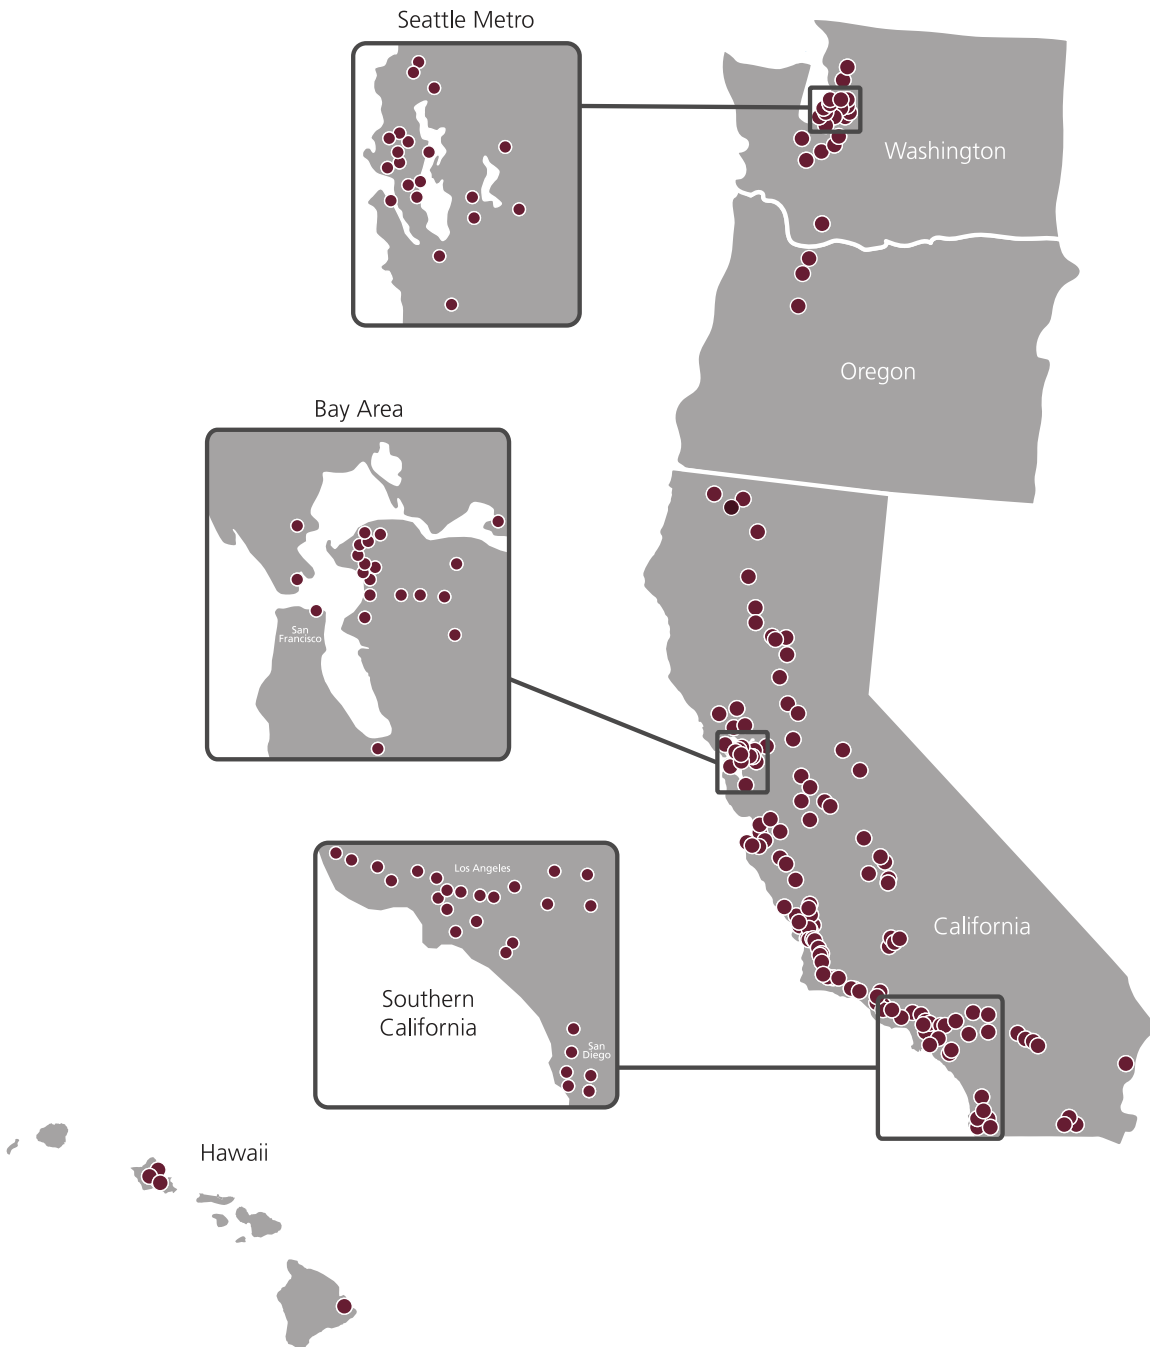 Seattle Metro
Washington
Oregon
Bay Area
San
Francisco
Los Angeles
California
Southern
California
San
Diego
Hawaii